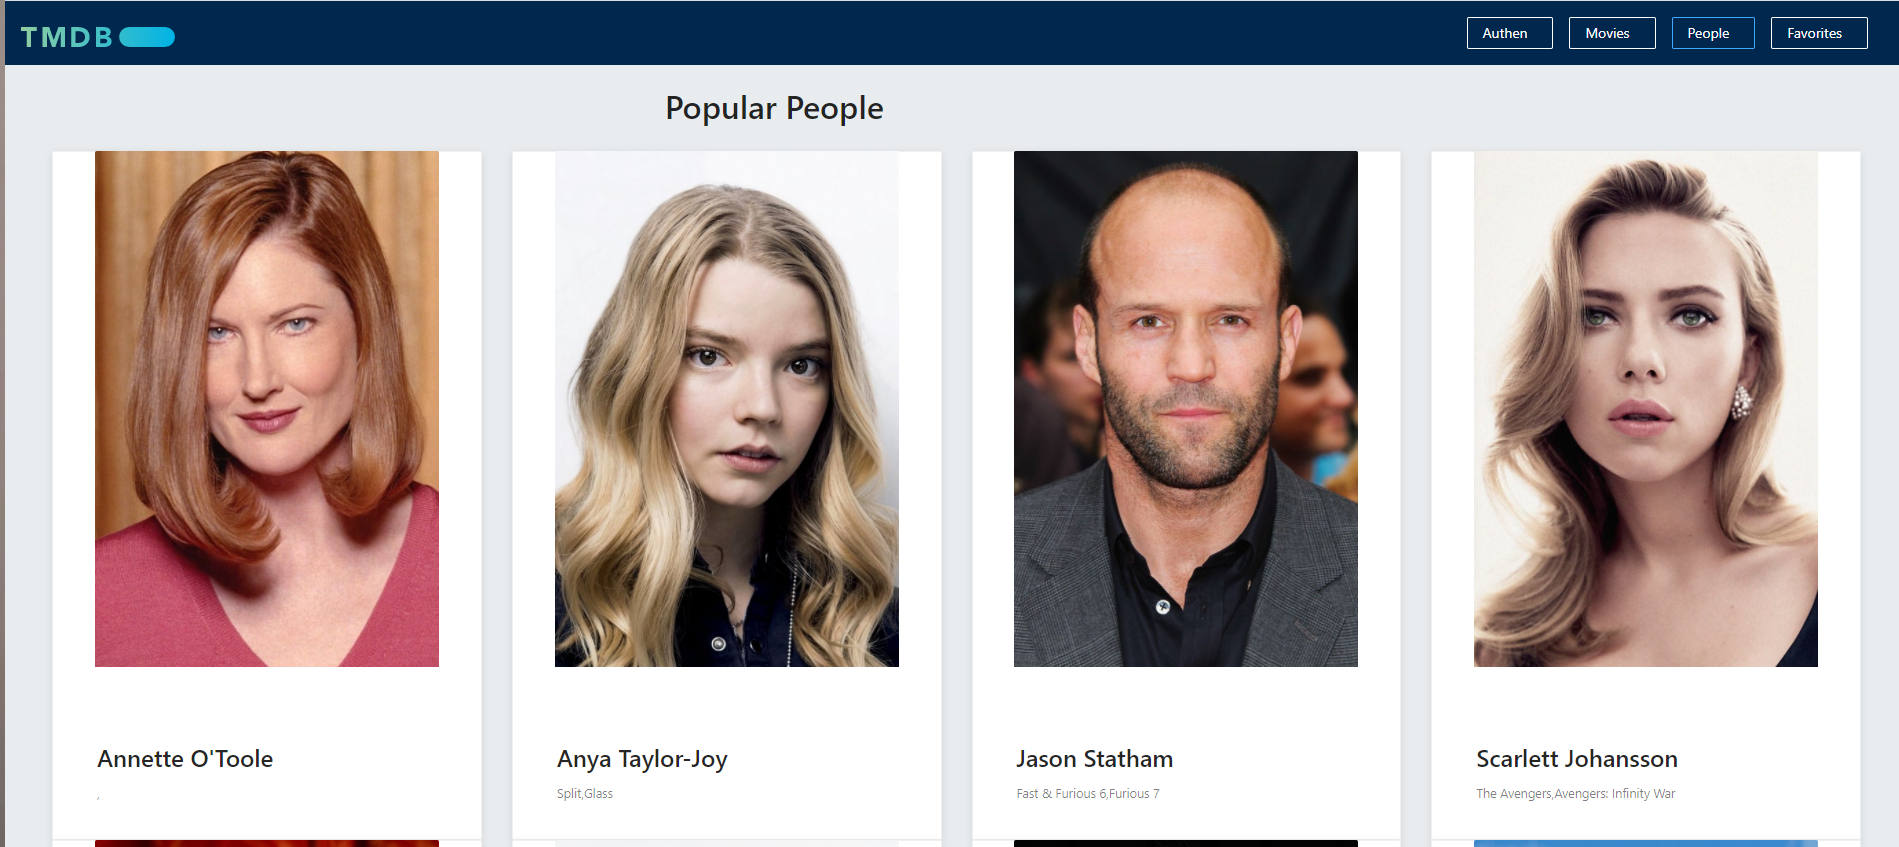 TMDB
Authen Movies People Favorites
Popular People
Annette O'Toole
,
Anya Taylor-Joy
Split,Glass
Jason Statham
Fast & Furious 6,Furious 7
Scarlett Johansson
The Avengers,Avengers: Infinity War